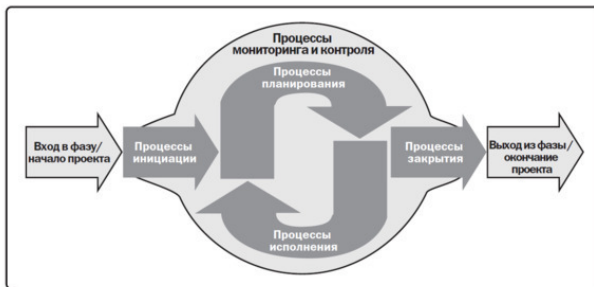 Процессы
мониторинга и контроля
Процессы
планирования
Вход в фазу/
начало проекта
Процессы
инициации
Процессы
закрытия
Выход из фазы/
окончание
проекта
Процессы
исполнения